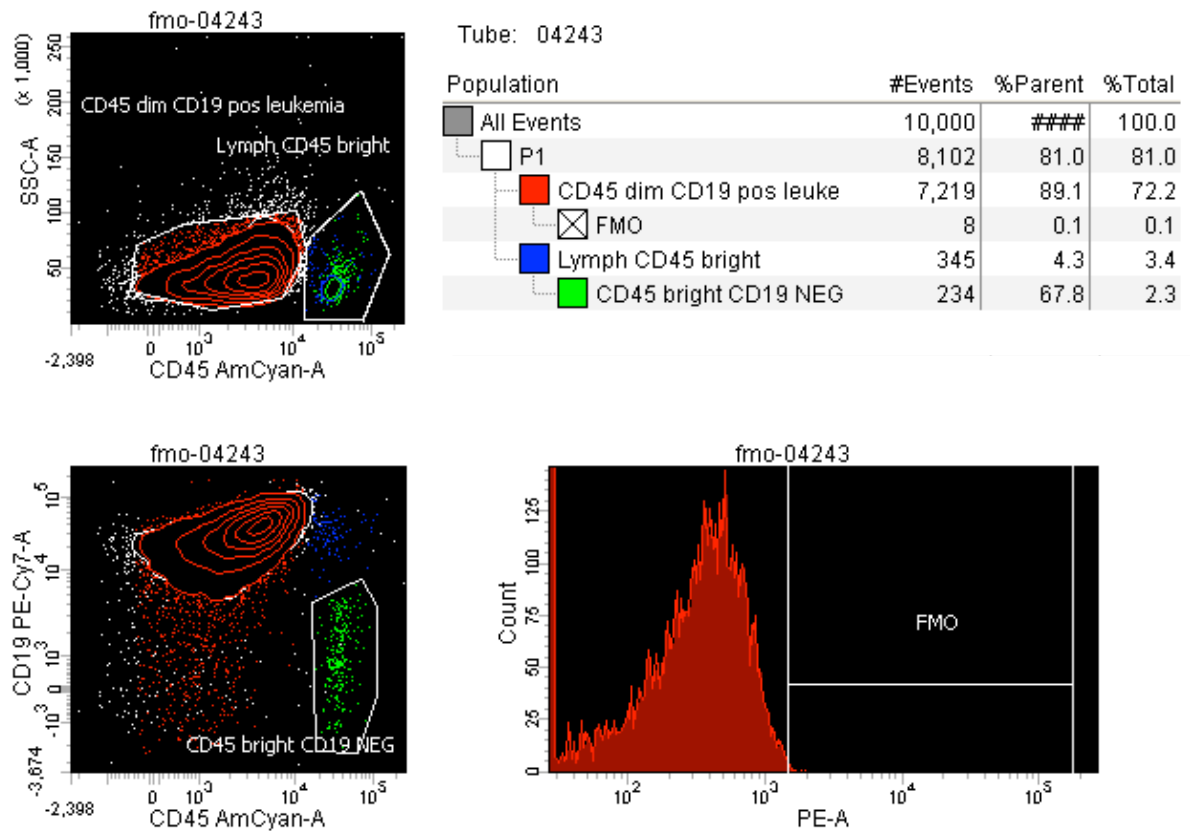 fmo-04243
(x 1,000)
SSC-A
250
200
150
100
50
CD45 dim CD19 pos leukemia
Lymph CD45 bright
-2,398
0 10^3 10^4 10^5
CD45 AmCyan-A
Tube: 04243
Population #Events %Parent %Total
All Events 10,000 #### 100.0
P1 8,102 81.0 81.0
CD45 dim CD19 pos leuke 7,219 89.1 72.2
FMO 8 0.1 0.1
Lymph CD45 bright 345 4.3 3.4
CD45 bright CD19 NEG 234 67.8 2.3
fmo-04243
CD19 PE-Cy7-A
10^5
10^4
10^3
0
-10^3
-3,674
CD45 bright CD19 NEG
-2,398
0 10^3 10^4 10^5
CD45 AmCyan-A
fmo-04243
Count
125
100
75
50
25
0
FMO
10^2 10^3 10^4 10^5
PE-A